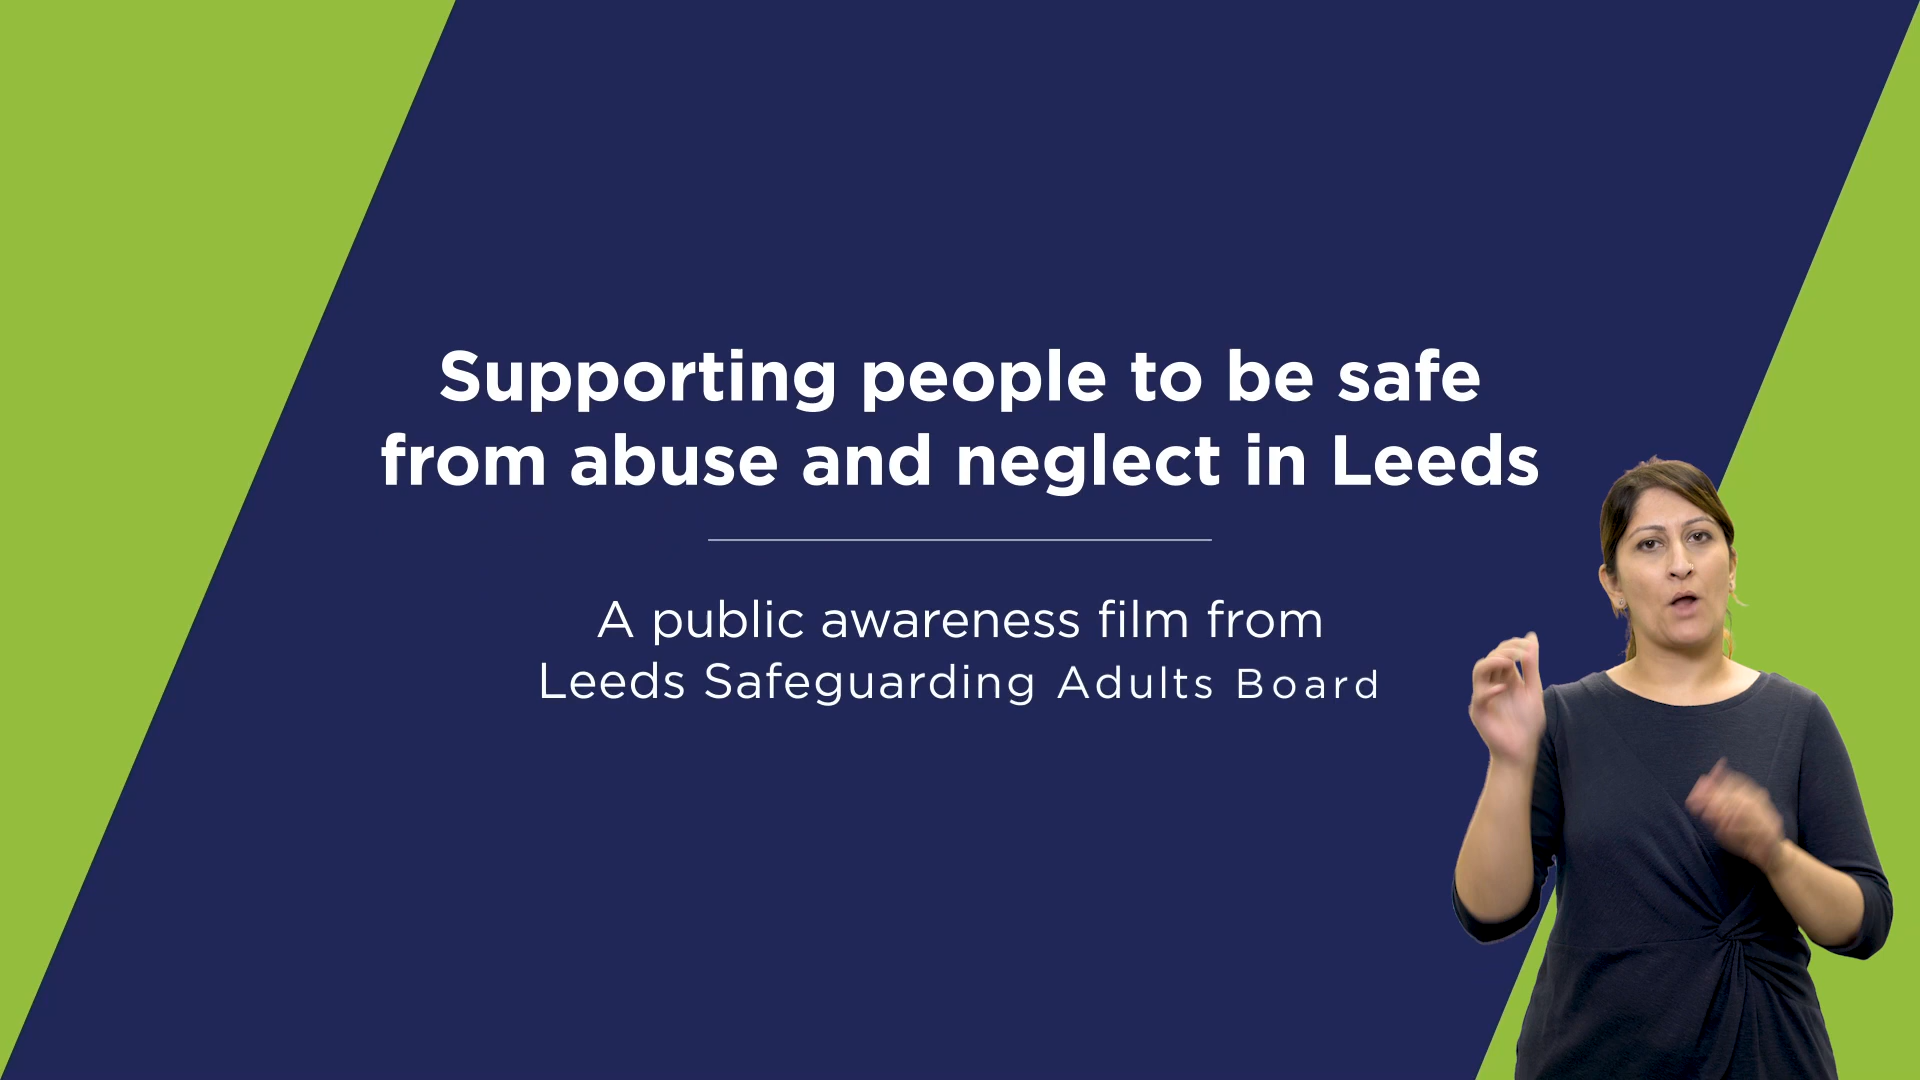 Supporting people to be safe
from abuse and neglect in Leeds
A public awareness film from
Leeds Safeguarding Adults Board